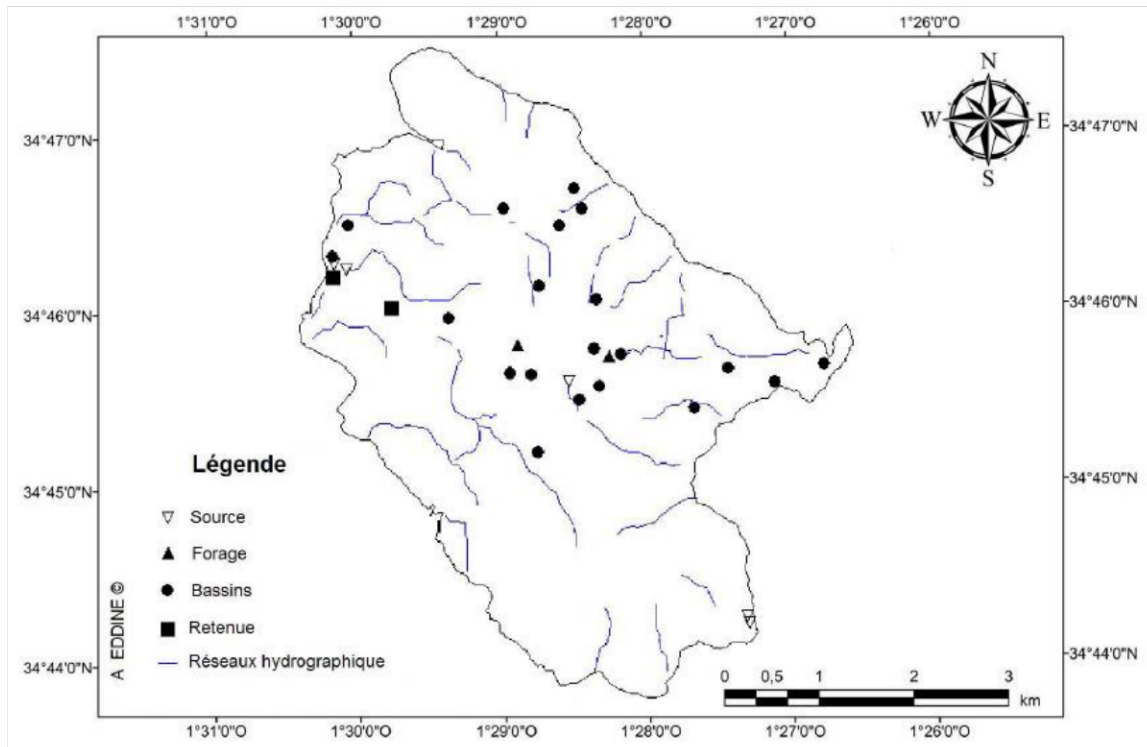 1°31'0"O 1°30'0"O 1°29'0"O 1°28'0"O 1°27'0"O 1°26'0"O
N
W E
S
34°47'0"N 34°47'0"N
34°46'0"N 34°46'0"N
34°45'0"N 34°45'0"N
34°44'0"N 34°44'0"N
Légende
Source
Forage
Bassins
Retenue
Réseaux hydrographique
A EDDINE ©
0 0,5 1 2 3
km
1°31'0"O 1°30'0"O 1°29'0"O 1°28'0"O 1°27'0"O 1°26'0"O